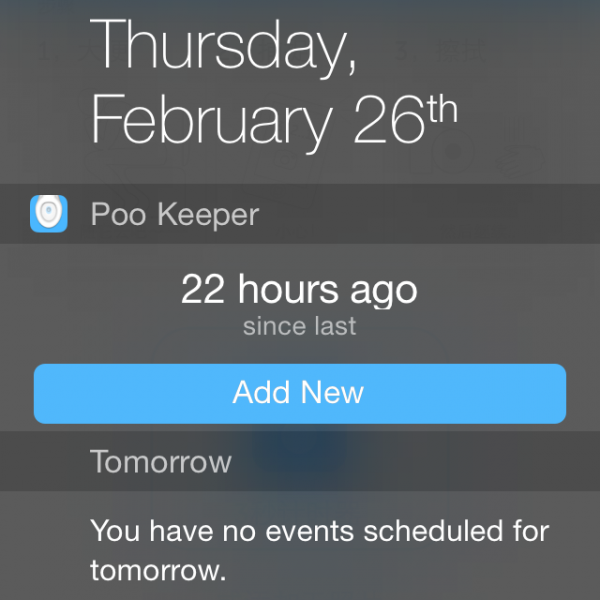 Thursday,
February 26th
Poo Keeper
22 hours ago
since last
Add New
Tomorrow
You have no events scheduled for
tomorrow.